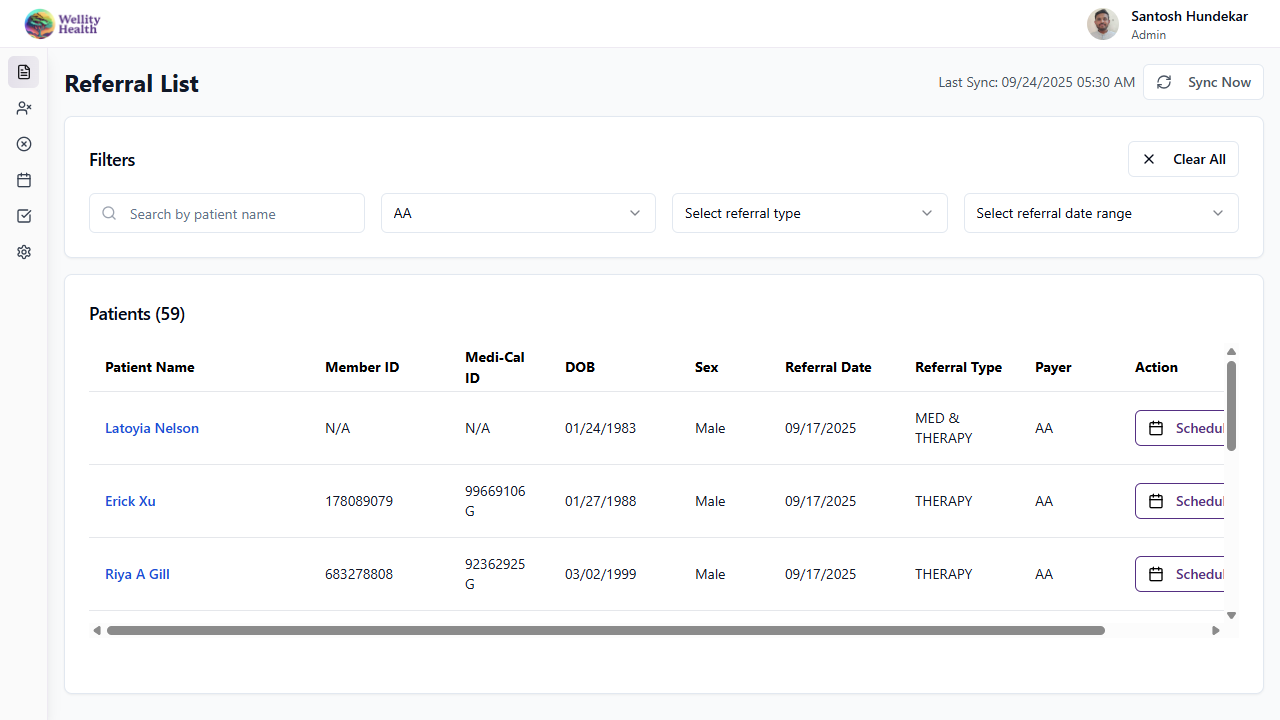 Wellity
Health
Santosh Hundekar
Admin
Referral List
Last Sync: 09/24/2025 05:30 AM
Sync Now
Filters
Clear All
Search by patient name
AA
Select referral type
Select referral date range
Patients (59)
Patient Name Member ID Medi-Cal ID DOB Sex Referral Date Referral Type Payer Action
Latoyia Nelson N/A N/A 01/24/1983 Male 09/17/2025 MED & THERAPY AA Schedul
Erick Xu 178089079 99669106G 01/27/1988 Male 09/17/2025 THERAPY AA Schedul
Riya A Gill 683278808 92362925G 03/02/1999 Male 09/17/2025 THERAPY AA Schedul